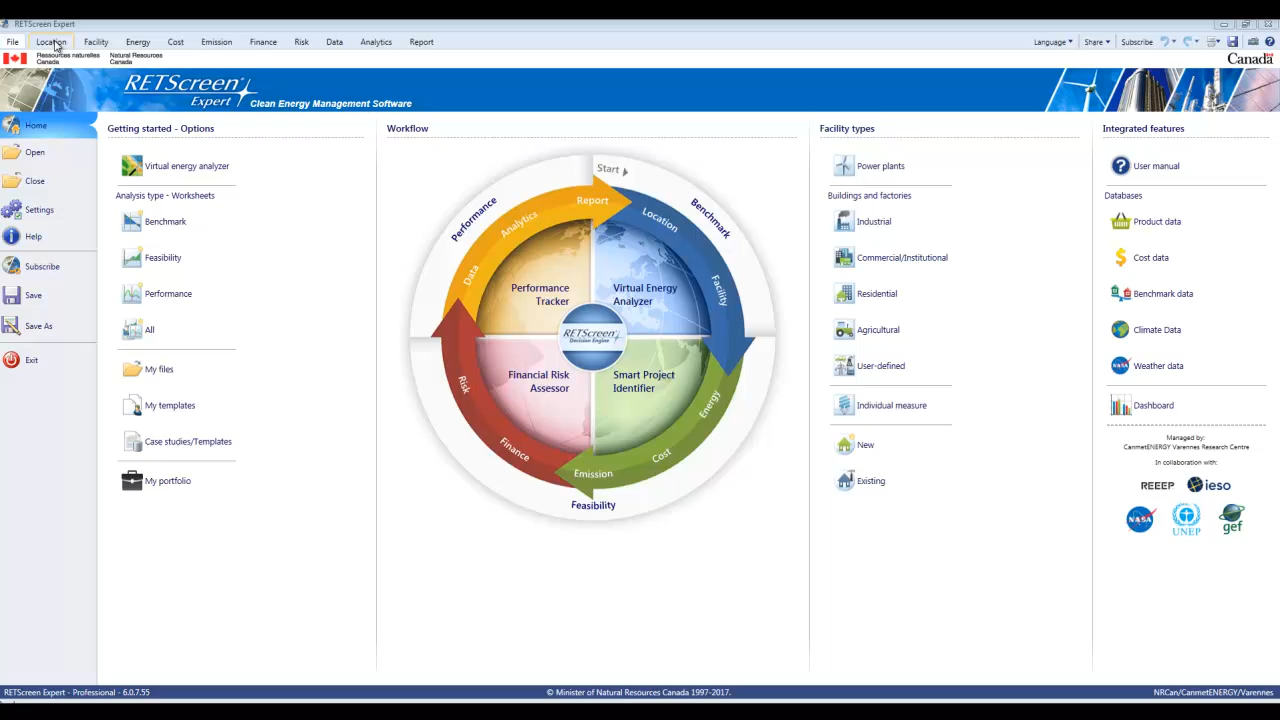 RETScreen Expert
File Location Facility Energy Cost Emission Finance Risk Data Analytics Report Language Share Subscribe
Ressources naturelles Canada
Natural Resources Canada
Canada
RETScreen®
Expert
Clean Energy Management Software
Home
Open
Close
Settings
Help
Subscribe
Save
Save As
Exit
Getting started - Options
Virtual energy analyzer
Analysis type - Worksheets
Benchmark
Feasibility
Performance
All
My files
My templates
Case studies/Templates
My portfolio
Workflow
Start
Performance
Benchmark
Feasibility
Report
Location
Facility
Energy
Cost
Emission
Finance
Risk
Data
Analytics
Performance Tracker
Virtual Energy Analyzer
RETScreen
Decision Engine
Financial Risk Assessor
Smart Project Identifier
Facility types
Power plants
Buildings and factories
Industrial
Commercial/Institutional
Residential
Agricultural
User-defined
Individual measure
New
Existing
Integrated features
User manual
Databases
Product data
Cost data
Benchmark data
Climate Data
Weather data
Dashboard
Managed by:
CanmetENERGY Varennes Research Centre
In collaboration with:
REEEP ieso
NASA UNEP gef
RETScreen Expert - Professional - 6.0.7.55
© Minister of Natural Resources Canada 1997-2017.
NRCan/CanmetENERGY/Varennes